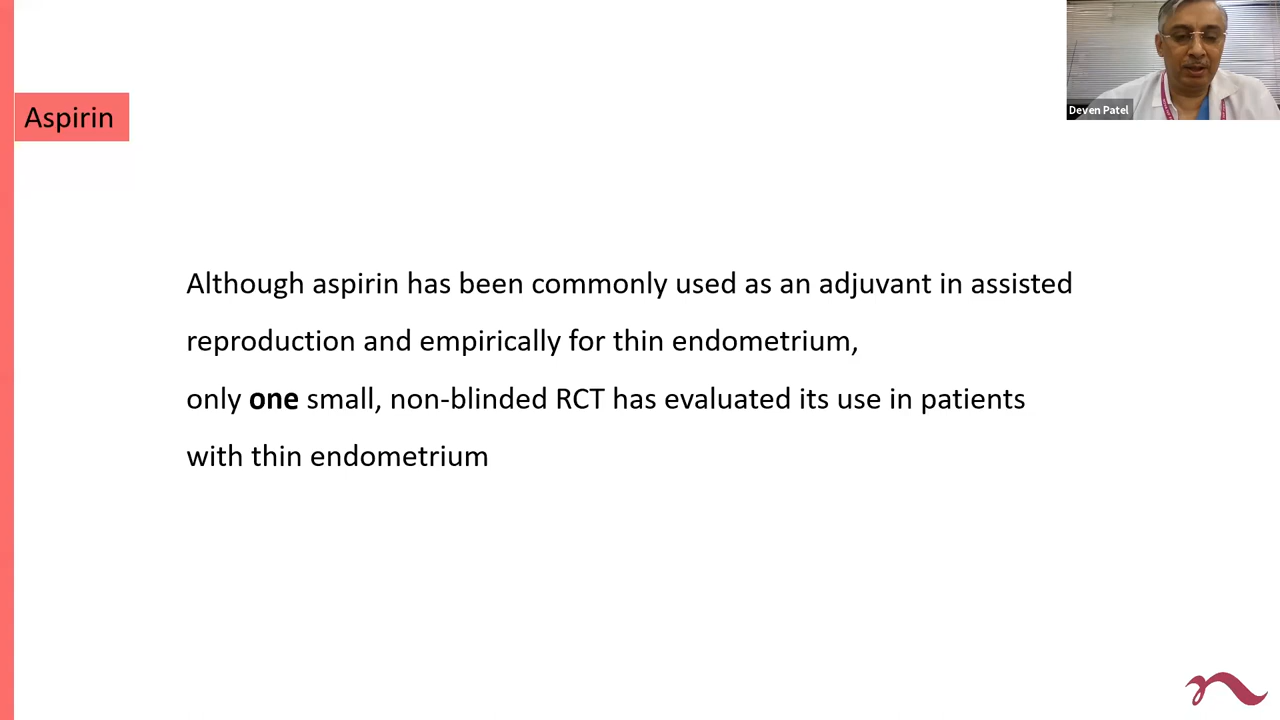 Deven Patel
Aspirin
Although aspirin has been commonly used as an adjuvant in assisted
reproduction and empirically for thin endometrium,
only one small, non-blinded RCT has evaluated its use in patients
with thin endometrium